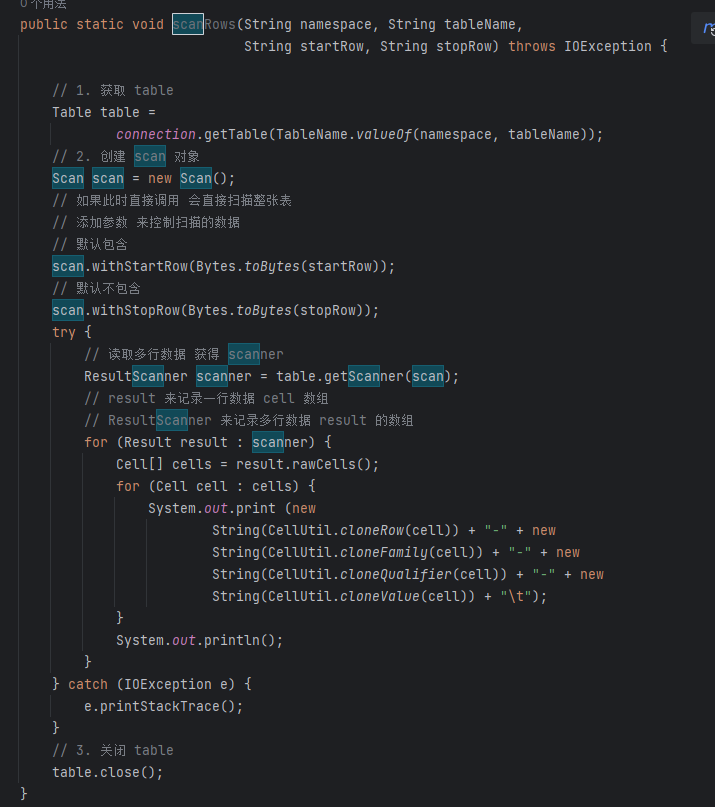 0 个用法
public static void scanRows(String namespace, String tableName,
                            String startRow, String stopRow) throws IOException {

    // 1. 获取 table
    Table table =
            connection.getTable(TableName.valueOf(namespace, tableName));
    // 2. 创建 scan 对象
    Scan scan = new Scan();
    // 如果此时直接调用 会直接扫描整张表
    // 添加参数 来控制扫描的数据
    // 默认包含
    scan.withStartRow(Bytes.toBytes(startRow));
    // 默认不包含
    scan.withStopRow(Bytes.toBytes(stopRow));
    try {
        // 读取多行数据 获得 scanner
        ResultScanner scanner = table.getScanner(scan);
        // result 来记录一行数据 cell 数组
        // ResultScanner 来记录多行数据 result 的数组
        for (Result result : scanner) {
            Cell[] cells = result.rawCells();
            for (Cell cell : cells) {
                System.out.print (new
                        String(CellUtil.cloneRow(cell)) + "-" + new
                        String(CellUtil.cloneFamily(cell)) + "-" + new
                        String(CellUtil.cloneQualifier(cell)) + "-" + new
                        String(CellUtil.cloneValue(cell)) + "\t");
            }
            System.out.println();
        }
    } catch (IOException e) {
        e.printStackTrace();
    }
    // 3. 关闭 table
    table.close();
}